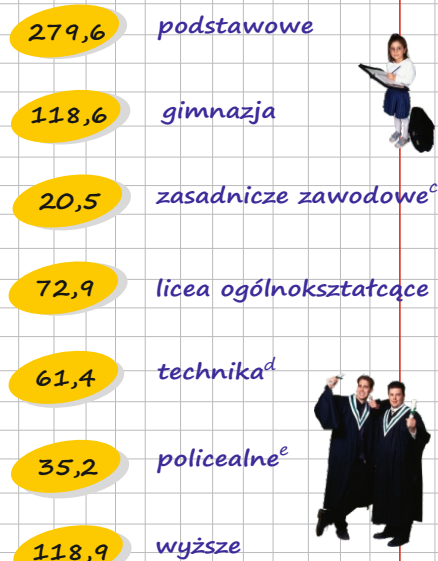 279,6 podstawowe
118,6 gimnazja
20,5 zasadnicze zawodowe^c
72,9 licea ogólnokształcące
61,4 technika^d
35,2 policealne^e
118,9 wyższe